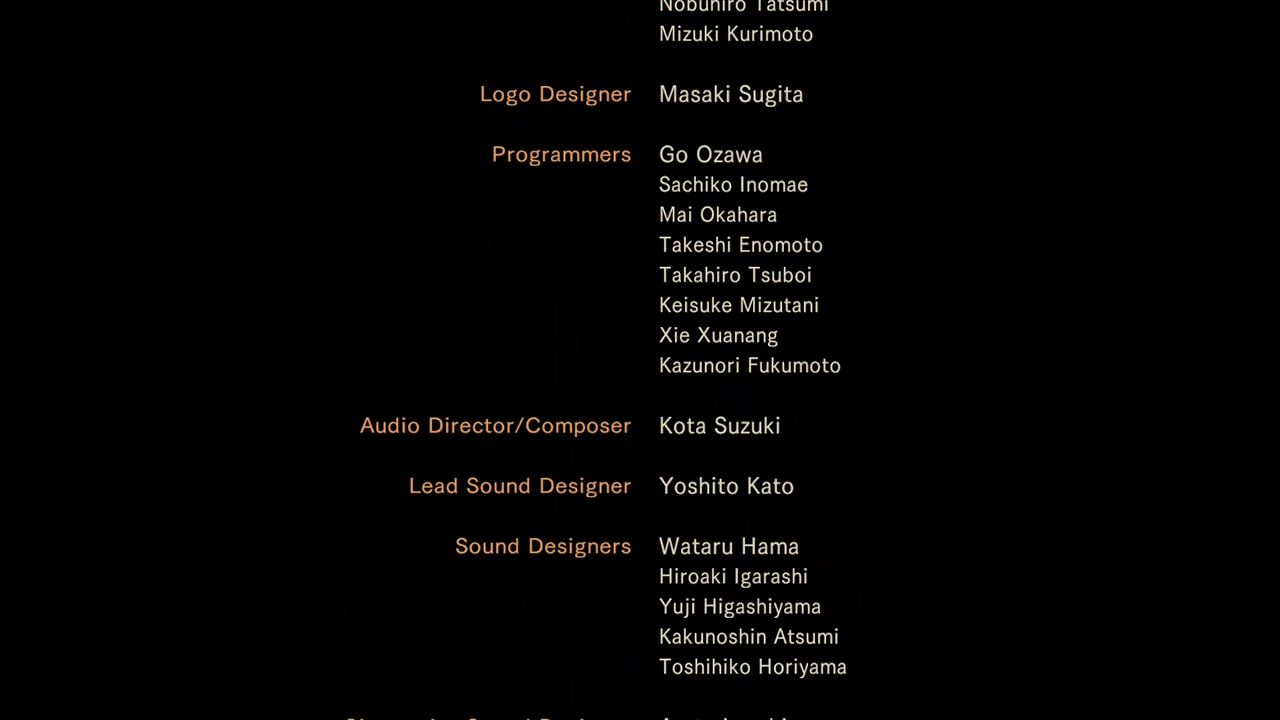 Nobuhiro Tatsumi
Mizuki Kurimoto
Logo Designer Masaki Sugita
Programmers Go Ozawa
Sachiko Inomae
Mai Okahara
Takeshi Enomoto
Takahiro Tsuboi
Keisuke Mizutani
Xie Xuanang
Kazunori Fukumoto
Audio Director/Composer Kota Suzuki
Lead Sound Designer Yoshito Kato
Sound Designers Wataru Hama
Hiroaki Igarashi
Yuji Higashiyama
Kakunoshin Atsumi
Toshihiko Horiyama